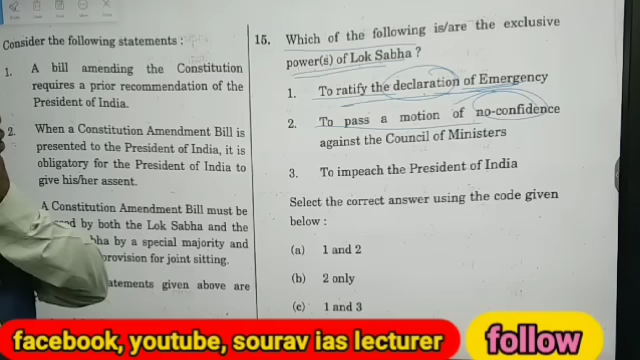 Consider the following statements :
1. A bill amending the Constitution
requires a prior recommendation of the
President of India.
2. When a Constitution Amendment Bill is
presented to the President of India, it is
obligatory for the President of India to
give his/her assent.
A Constitution Amendment Bill must be
by both the Lok Sabha and the
by a special majority and
provision for joint sitting.
given above are
15. Which of the following is/are the exclusive
power(s) of Lok Sabha ?
1. To ratify the declaration of Emergency
2. To pass a motion of no-confidence
against the Council of Ministers
3. To impeach the President of India
Select the correct answer using the code given
below :
(a) 1 and 2
(b) 2 only
(c) 1 and 3
facebook, youtube, sourav ias lecturer
follow